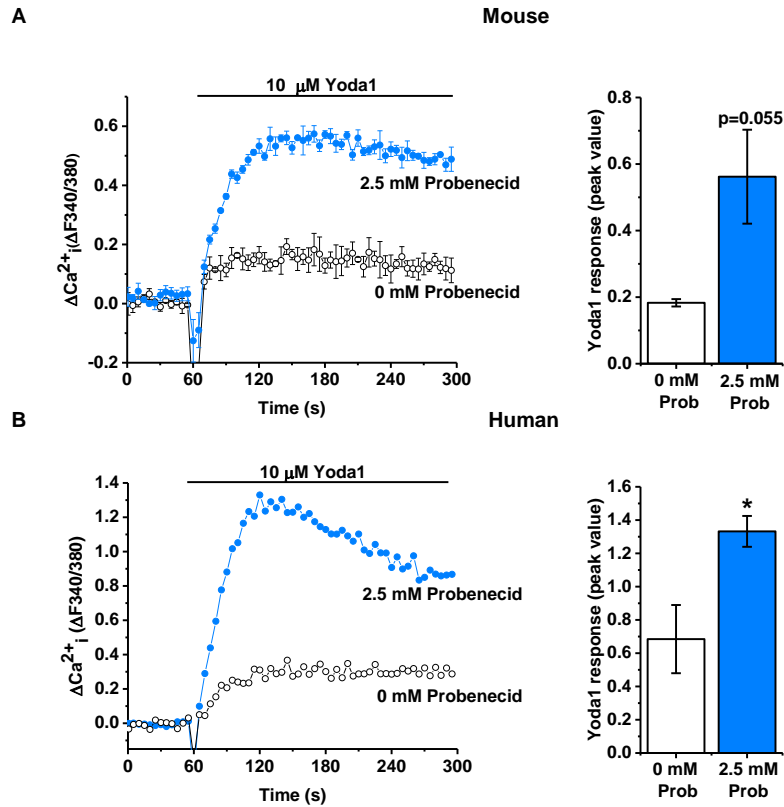 A
Mouse
10 μM Yoda1
ΔCa²⁺ᵢ(ΔF340/380)
0.6
0.4
0.2
0.0
-0.2
2.5 mM Probenecid
0 mM Probenecid
0 60 120 180 240 300
Time (s)
Yoda1 response (peak value)
0.8
0.6
0.4
0.2
0.0
p=0.055
0 mM 2.5 mM
Prob Prob
B
Human
10 μM Yoda1
ΔCa²⁺ᵢ (ΔF340/380)
1.4
1.2
1.0
0.8
0.6
0.4
0.2
0.0
2.5 mM Probenecid
0 mM Probenecid
0 60 120 180 240 300
Time (s)
Yoda1 response (peak value)
1.6
1.4
1.2
1.0
0.8
0.6
0.4
0.2
0.0
*
0 mM 2.5 mM
Prob Prob